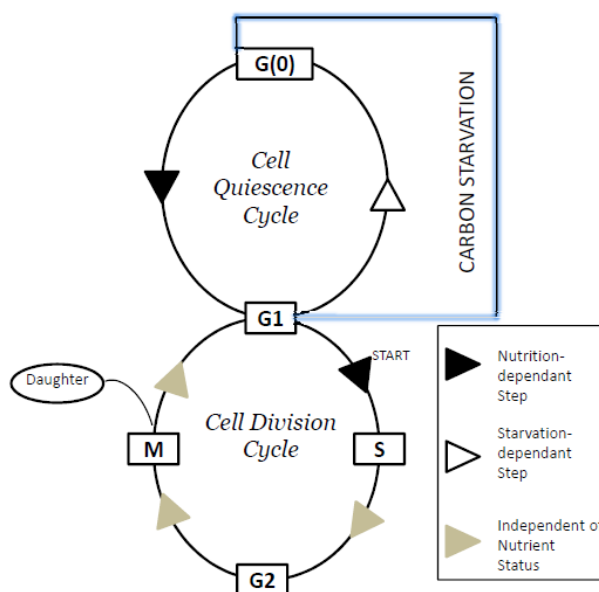 G(0)
Cell
Quiescence
Cycle
CARBON STARVATION
G1
START
Daughter
Cell Division
Cycle
M
S
G2
Nutrition-
dependant
Step
Starvation-
dependant
Step
Independent of
Nutrient
Status